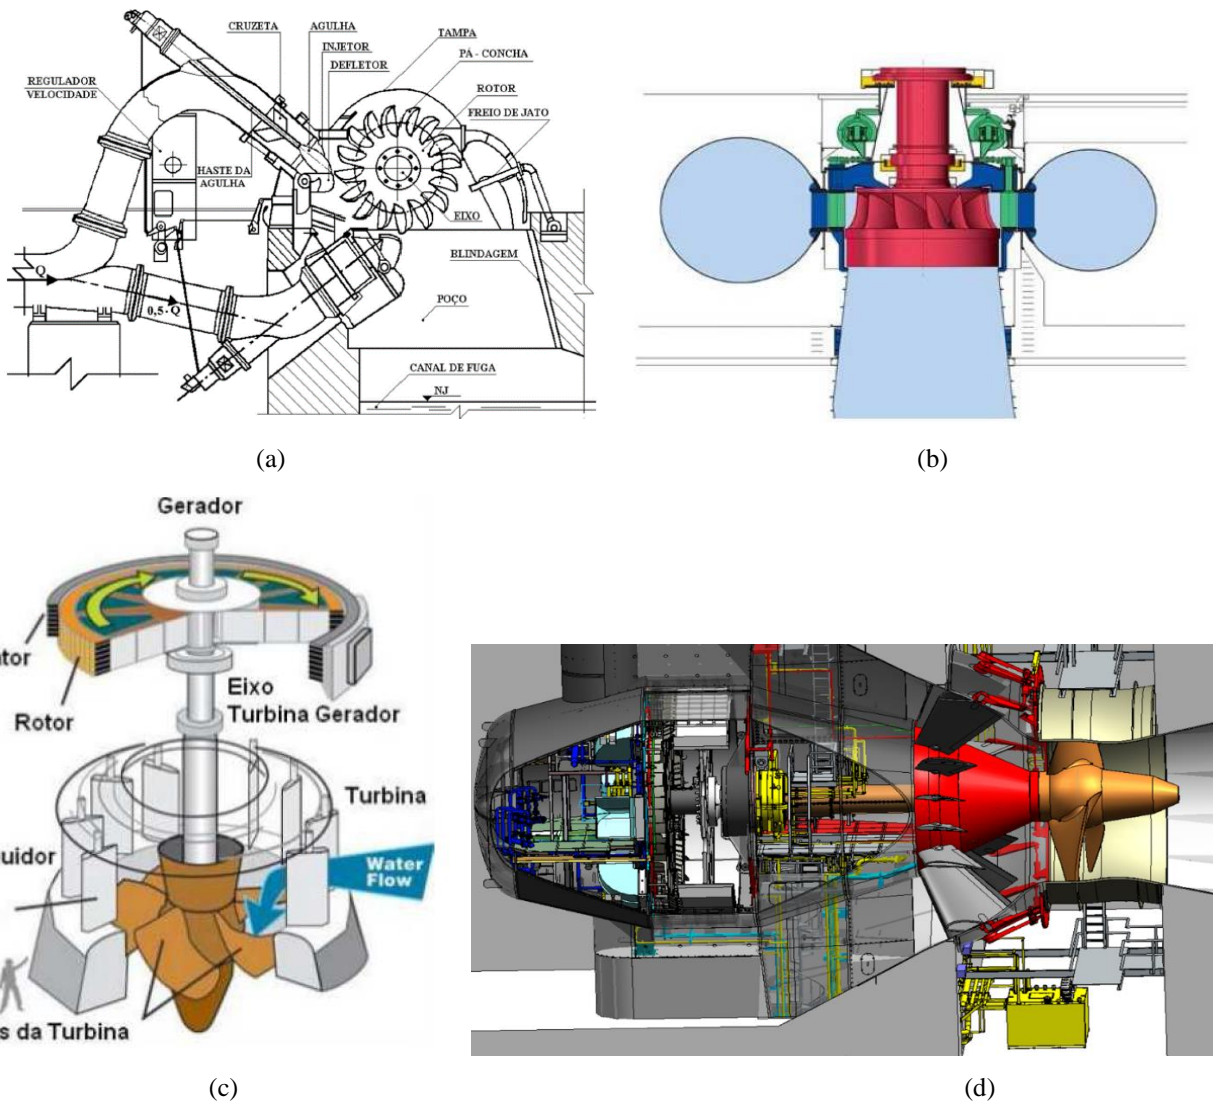 CRUZETA
AGULHA
INJETOR
DEFLETOR
TAMPA
PÁ - CONCHA
ROTOR
FREIO DE JATO
REGULADOR
VELOCIDADE
HASTE DA
AGULHA
EIXO
BLINDAGEM
POÇO
Q
0,5 · Q
CANAL DE FUGA
NJ
(a)
(b)
Gerador
tor
Rotor
Eixo
Turbina Gerador
Turbina
uidor
Water
Flow
s da Turbina
(c)
(d)